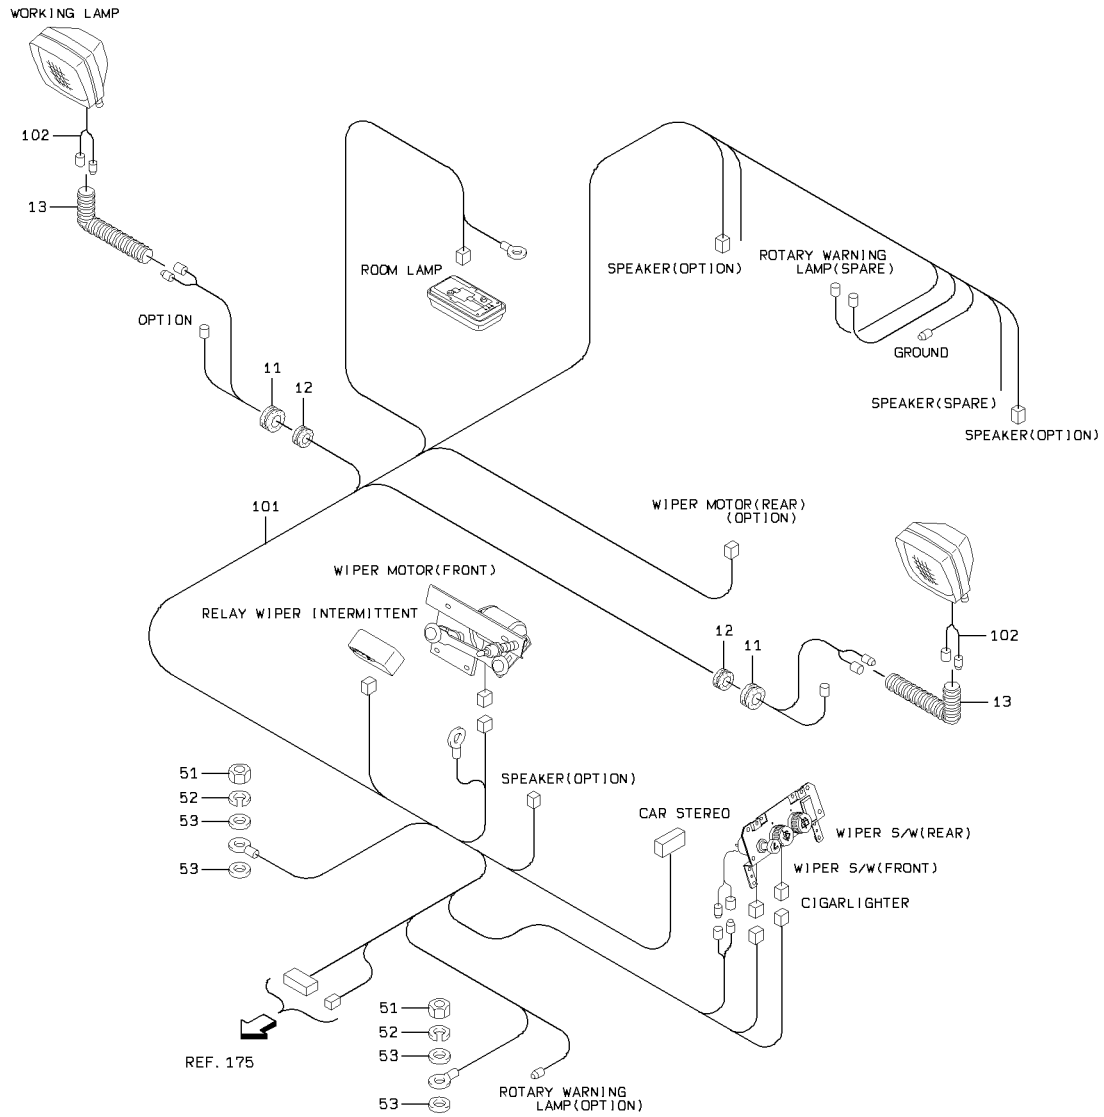 WORKING LAMP
102
13
ROOM LAMP
SPEAKER(OPTION)
ROTARY WARNING
LAMP(SPARE)
OPTION
GROUND
11
12
SPEAKER(SPARE)
SPEAKER(OPTION)
101
WIPER MOTOR(REAR)
(OPTION)
WIPER MOTOR(FRONT)
RELAY WIPER INTERMITTENT
12
11
102
13
51
52
53
53
SPEAKER(OPTION)
CAR STEREO
WIPER S/W(REAR)
WIPER S/W(FRONT)
CIGARLIGHTER
51
52
53
53
REF. 175
ROTARY WARNING
LAMP(OPTION)